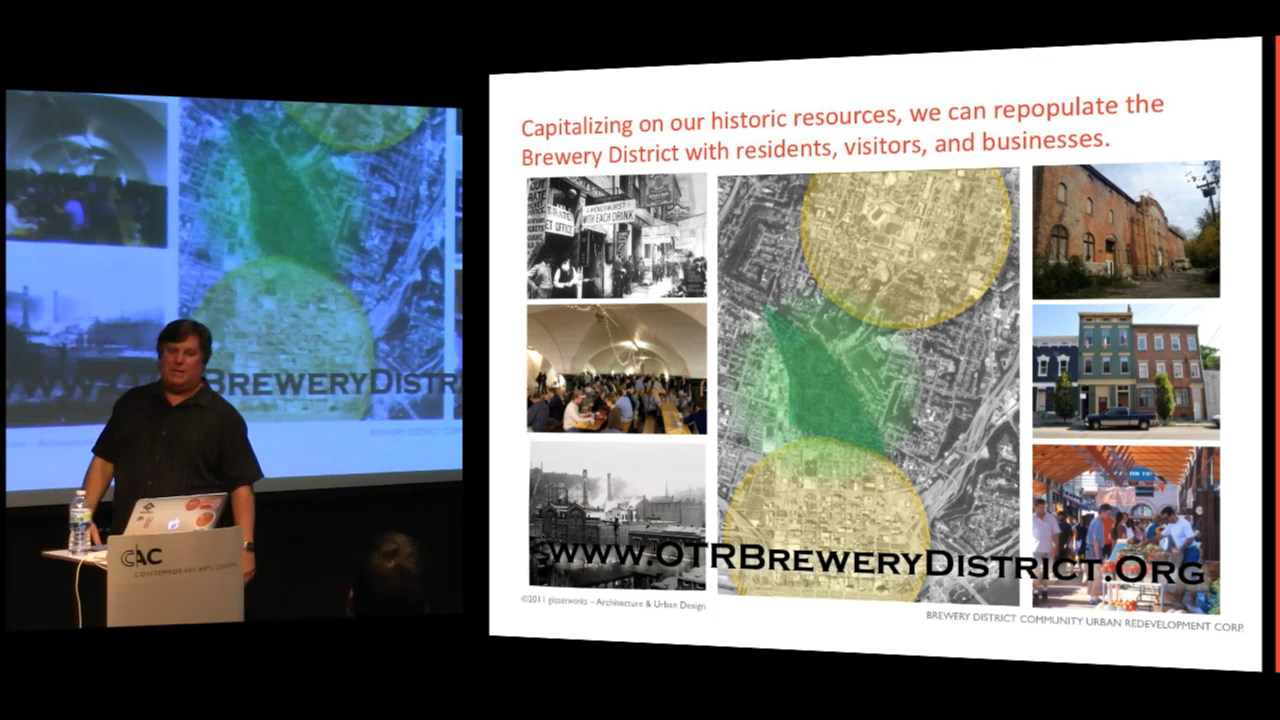 BREWERYDISTR
CAC
CONTEMPORARY ARTS CENTER
Capitalizing on our historic resources, we can repopulate the
Brewery District with residents, visitors, and businesses.
WITH EACH DRINK
WWW.OTRBREWERYDISTRICT.ORG
©2011 glaserworks – Architecture & Urban Design
BREWERY DISTRICT COMMUNITY URBAN REDEVELOPMENT CORP.